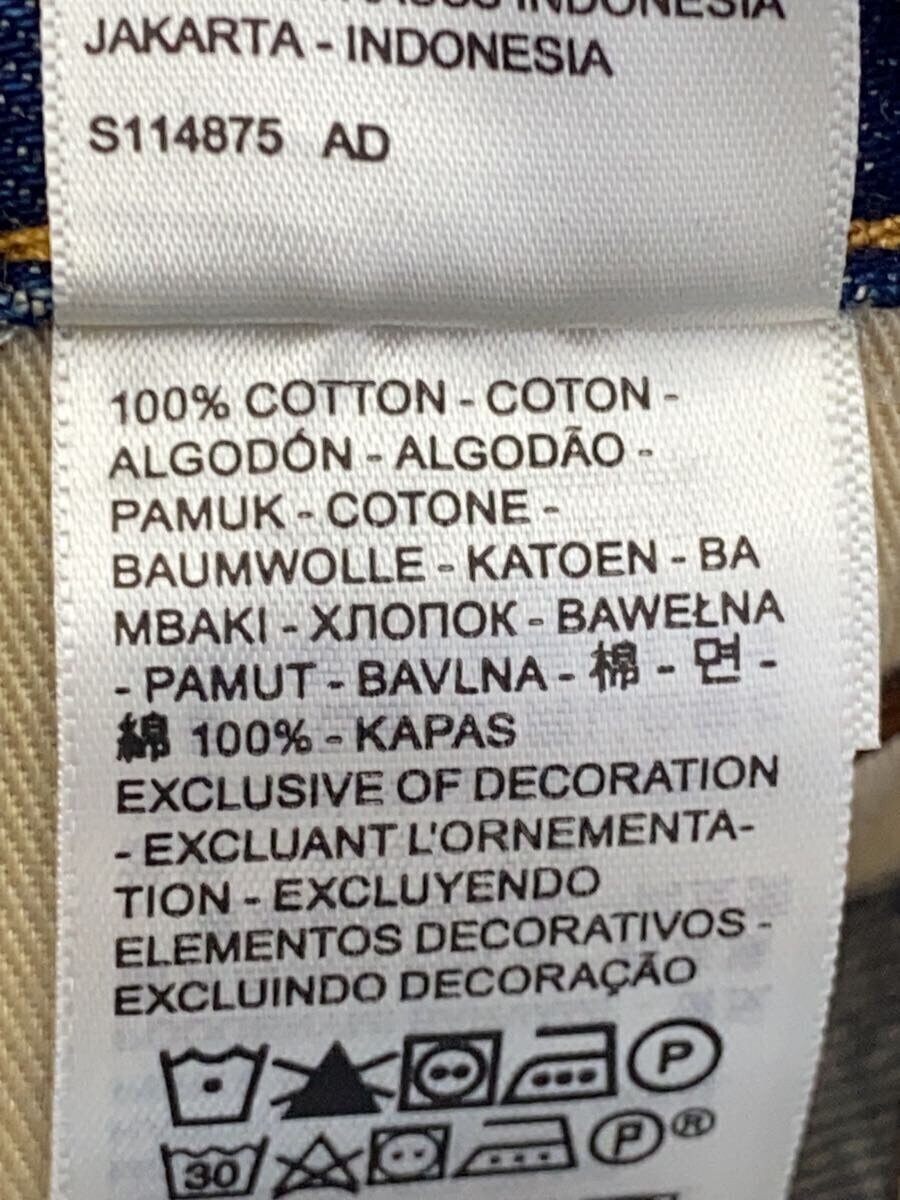 INDONESIA
JAKARTA - INDONESIA
S114875 AD
100% COTTON - COTON -
ALGODÓN - ALGODÃO -
PAMUK - COTONE -
BAUMWOLLE - KATOEN - BA
MBAKI - ХЛОПОК - BAWEŁNA
- PAMUT - BAVLNA - 棉 - 면 -
綿 100% - KAPAS
EXCLUSIVE OF DECORATION
- EXCLUANT L'ORNEMENTA-
TION - EXCLUYENDO
ELEMENTOS DECORATIVOS -
EXCLUINDO DECORAÇÃO
P
30 P ®